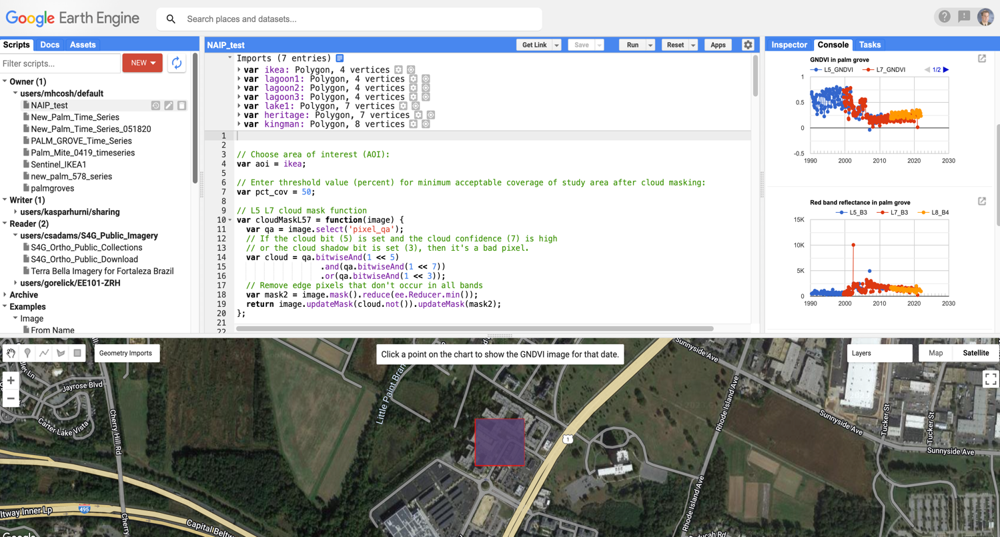 Google Earth Engine
Search places and datasets...
Scripts Docs Assets
Filter scripts...
NEW
Owner (1)
users/mhcosh/default
NAIP_test
New_Palm_Time_Series
New_Palm_Time_Series_051820
PALM_GROVE_Time_Series
Palm_Mite_0419_timeseries
Sentinel_IKEA1
new_palm_578_series
palmgroves
Writer (1)
users/kasparhurni/sharing
Reader (2)
users/csadams/S4G_Public_Imagery
S4G_Ortho_Public_Collections
S4G_Ortho_Public_Download
Terra Bella Imagery for Fortaleza Brazil
users/gorelick/EE101-ZRH
Archive
Examples
Image
From Name
NAIP_test
Get Link Save Run Reset Apps
Imports (7 entries)
var ikea: Polygon, 4 vertices
var lagoon1: Polygon, 4 vertices
var lagoon2: Polygon, 4 vertices
var lagoon3: Polygon, 4 vertices
var lake1: Polygon, 7 vertices
var heritage: Polygon, 7 vertices
var kingman: Polygon, 8 vertices
1
2
3 // Choose area of interest (AOI):
4 var aoi = ikea;
5
6 // Enter threshold value (percent) for minimum acceptable coverage of study area after cloud masking:
7 var pct_cov = 50;
8
9 // L5 L7 cloud mask function
10 var cloudMaskL57 = function(image) {
11 var qa = image.select('pixel_qa');
12 // If the cloud bit (5) is set and the cloud confidence (7) is high
13 // or the cloud shadow bit is set (3), then it's a bad pixel.
14 var cloud = qa.bitwiseAnd(1 << 5)
15 .and(qa.bitwiseAnd(1 << 7))
16 .or(qa.bitwiseAnd(1 << 3));
17 // Remove edge pixels that don't occur in all bands
18 var mask2 = image.mask().reduce(ee.Reducer.min());
19 return image.updateMask(cloud.not()).updateMask(mask2);
20 };
21
22
Inspector Console Tasks
GNDVI in palm grove
L5_GNDVI L7_GNDVI 1/2
1
0.5
0
-0.5
1990 2000 2010 2020 2030
Red band reflectance in palm grove
L5_B3 L7_B3 L8_B4
15K
10K
5K
0
1990 2000 2010 2020 2030
Geometry Imports
Click a point on the chart to show the GNDVI image for that date.
Layers
Map Satellite
+
−
Jayrose Blvd
Carter Lake Vista
Cherry Hill Rd
Little Paint Bran
Sunnyside Ave
Rhode Island Ave
1
Sunnyside Ave
Tucker St
Tucker St
Sunnyside Ave
Rhode Island Ave
ltway Inner Lp
495
Cherry
Capital Beltw
Google